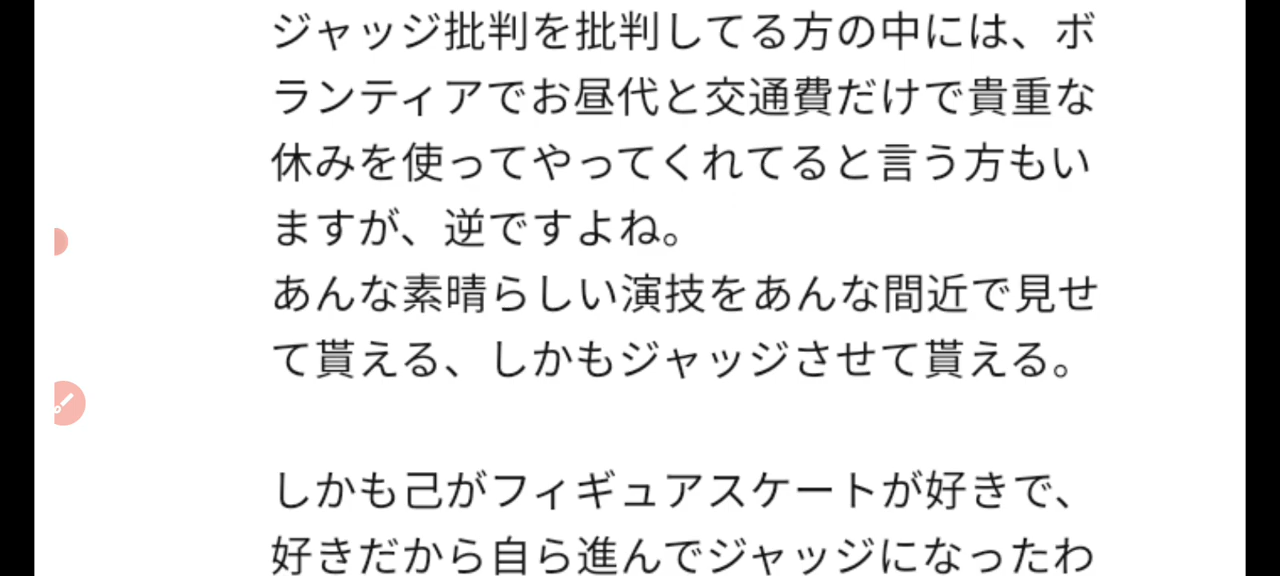 ジャッジ批判を批判してる方の中には、ボ
ランティアでお昼代と交通費だけで貴重な
休みを使ってやってくれてると言う方もい
ますが、逆ですよね。
あんな素晴らしい演技をあんな間近で見せ
て貰える、しかもジャッジさせて貰える。
しかも己がフィギュアスケートが好きで、
好きだから自ら進んでジャッジになったわ